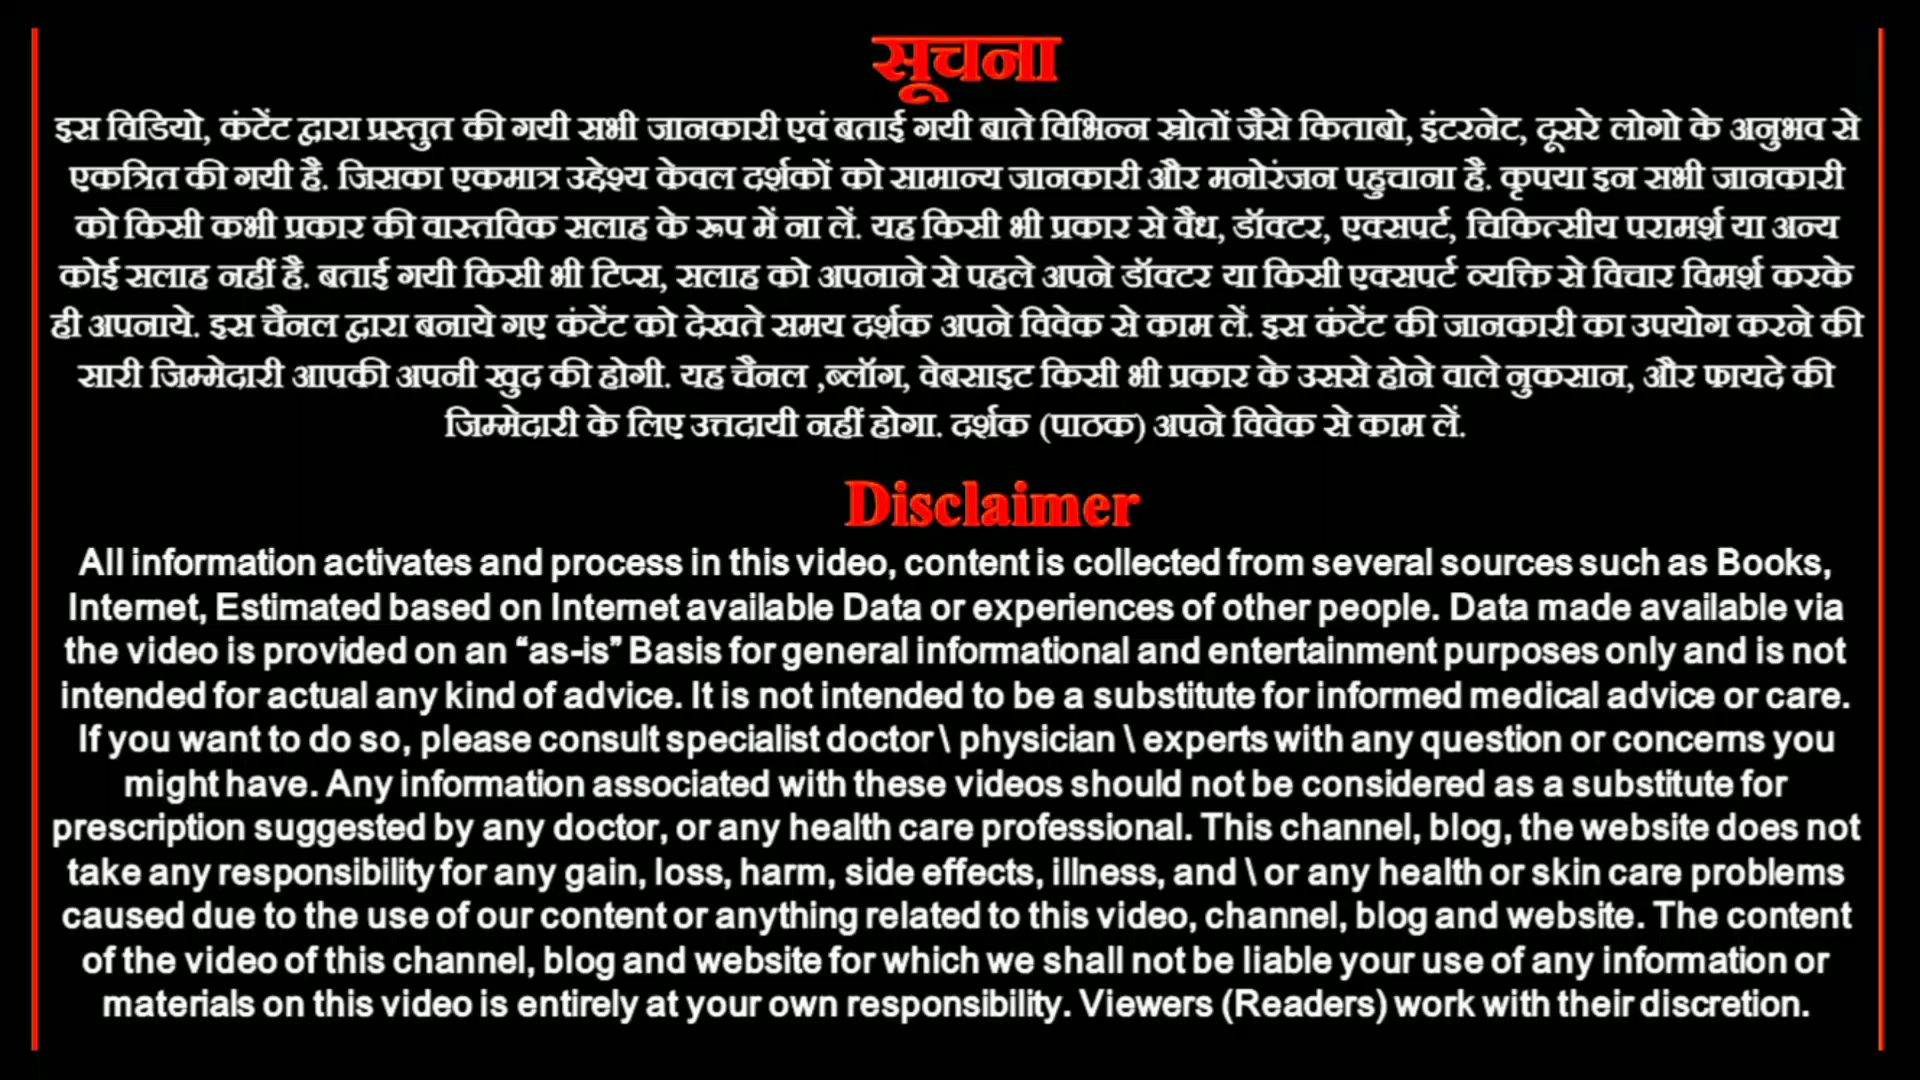 सूचना
इस विडियो, कंटेंट द्वारा प्रस्तुत की गयी सभी जानकारी एवं बताई गयी बाते विभिन्न स्रोतों जैसे किताबो, इंटरनेट, दूसरे लोगो के अनुभव से
एकत्रित की गयी है. जिसका एकमात्र उद्देश्य केवल दर्शकों को सामान्य जानकारी और मनोरंजन पहुचाना है. कृपया इन सभी जानकारी
को किसी कभी प्रकार की वास्तविक सलाह के रूप में ना लें. यह किसी भी प्रकार से वैध, डॉक्टर, एक्सपर्ट, चिकित्सीय परामर्श या अन्य
कोई सलाह नहीं है. बताई गयी किसी भी टिप्स, सलाह को अपनाने से पहले अपने डॉक्टर या किसी एक्सपर्ट व्यक्ति से विचार विमर्श करके
ही अपनाये. इस चैनल द्वारा बनाये गए कंटेंट को देखते समय दर्शक अपने विवेक से काम लें. इस कंटेंट की जानकारी का उपयोग करने की
सारी जिम्मेदारी आपकी अपनी खुद की होगी. यह चैनल ,ब्लॉग, वेबसाइट किसी भी प्रकार के उससे होने वाले नुकसान, और फायदे की
जिम्मेदारी के लिए उत्तदायी नहीं होगा. दर्शक (पाठक) अपने विवेक से काम लें.
Disclaimer
All information activates and process in this video, content is collected from several sources such as Books,
Internet, Estimated based on Internet available Data or experiences of other people. Data made available via
the video is provided on an “as-is” Basis for general informational and entertainment purposes only and is not
intended for actual any kind of advice. It is not intended to be a substitute for informed medical advice or care.
If you want to do so, please consult specialist doctor \ physician \ experts with any question or concerns you
might have. Any information associated with these videos should not be considered as a substitute for
prescription suggested by any doctor, or any health care professional. This channel, blog, the website does not
take any responsibility for any gain, loss, harm, side effects, illness, and \ or any health or skin care problems
caused due to the use of our content or anything related to this video, channel, blog and website. The content
of the video of this channel, blog and website for which we shall not be liable your use of any information or
materials on this video is entirely at your own responsibility. Viewers (Readers) work with their discretion.